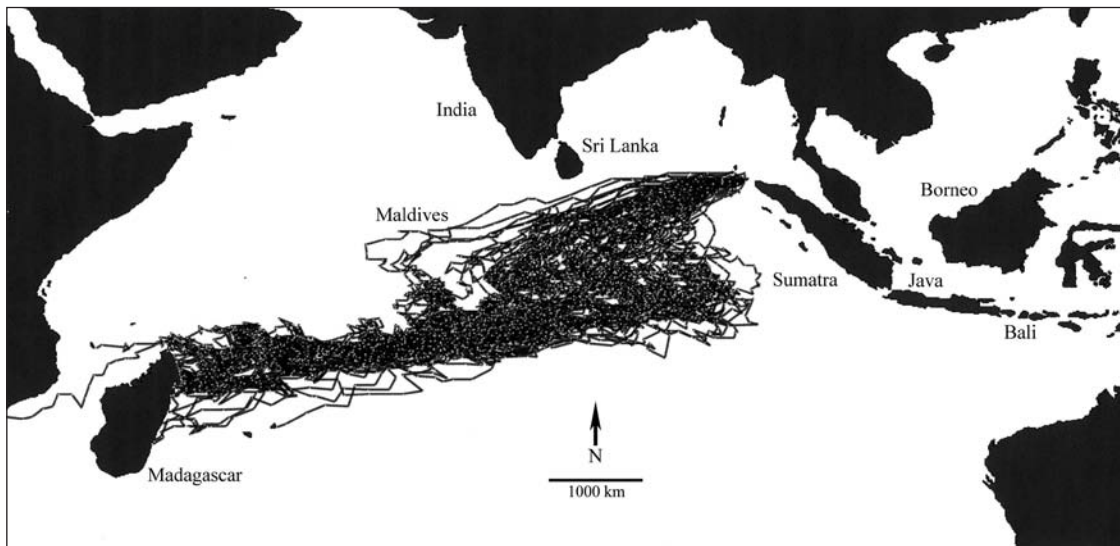 India
Sri Lanka
Maldives
Borneo
Sumatra
Java
Bali
N
1000 km
Madagascar